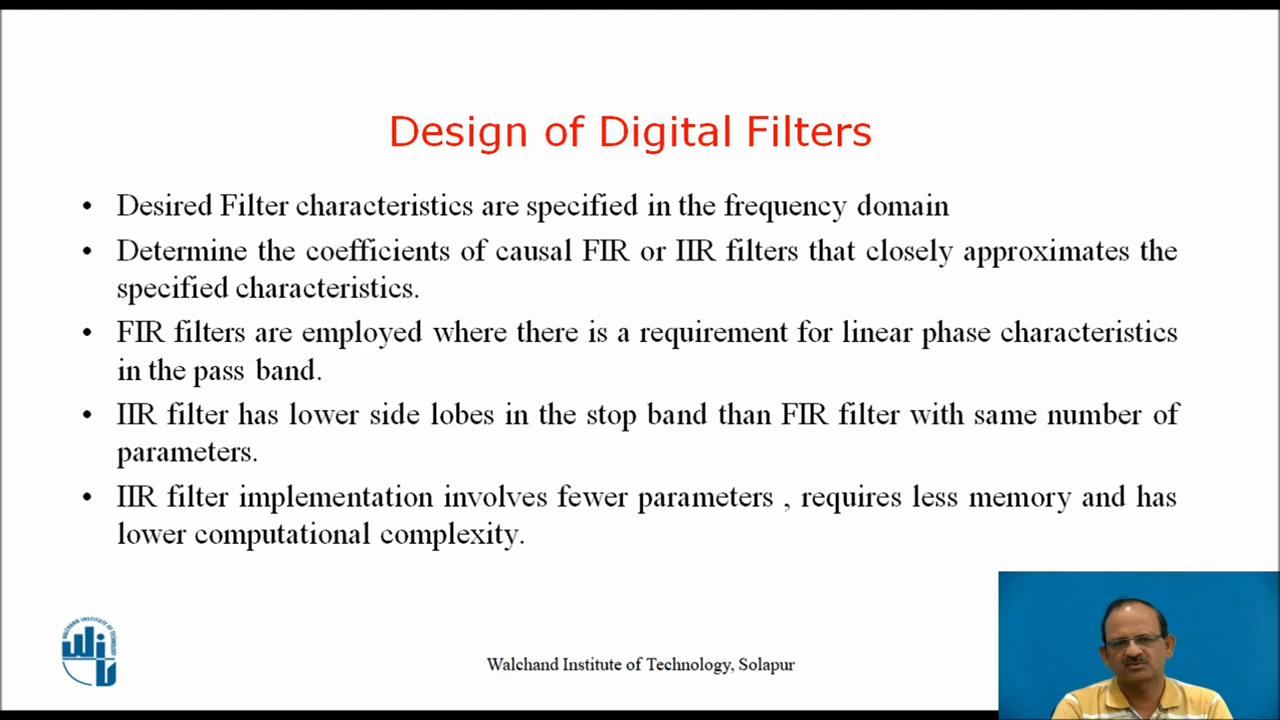 Design of Digital Filters
• Desired Filter characteristics are specified in the frequency domain
• Determine the coefficients of causal FIR or IIR filters that closely approximates the
specified characteristics.
• FIR filters are employed where there is a requirement for linear phase characteristics
in the pass band.
• IIR filter has lower side lobes in the stop band than FIR filter with same number of
parameters.
• IIR filter implementation involves fewer parameters , requires less memory and has
lower computational complexity.
WALCHAND INSTITUTE OF TECHNOLOGY
Walchand Institute of Technology, Solapur